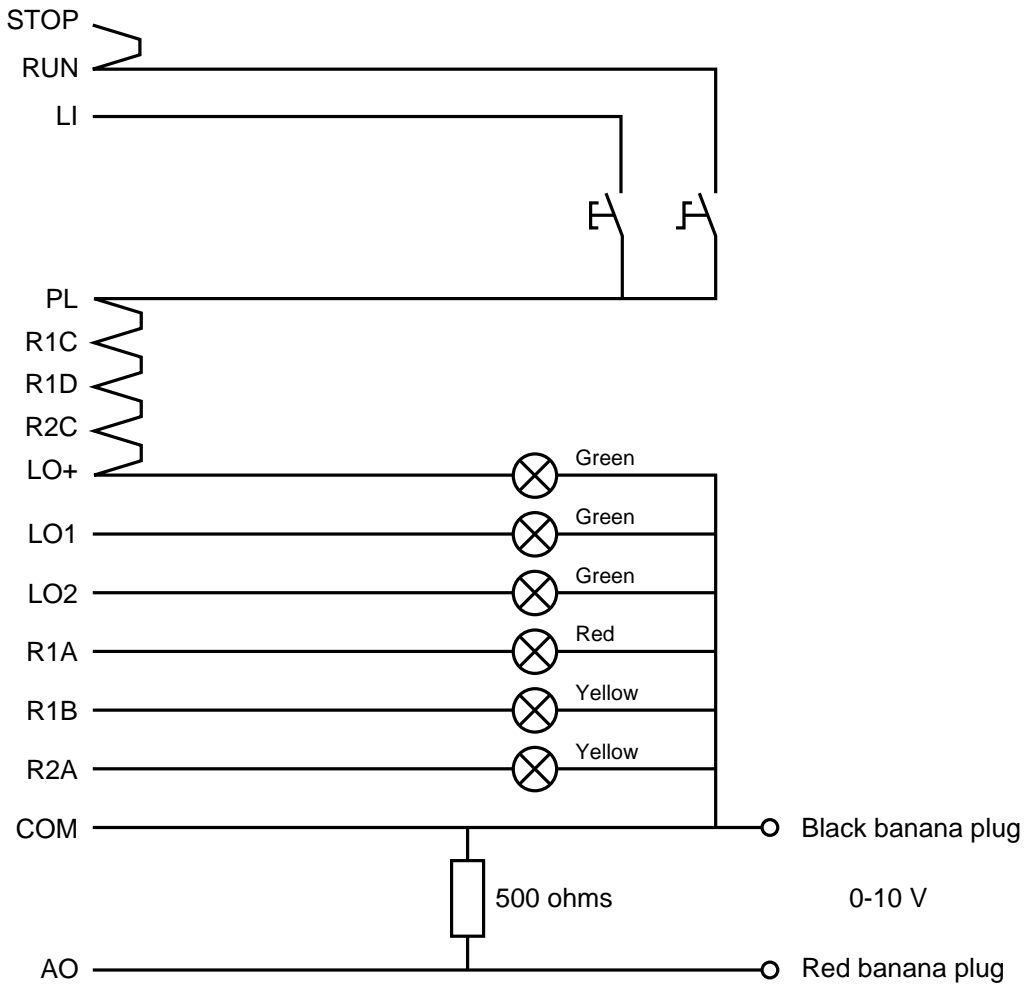 STOP
RUN
LI
PL
R1C
R1D
R2C
LO+
Green
LO1
Green
LO2
Green
R1A
Red
R1B
Yellow
R2A
Yellow
COM
Black banana plug
500 ohms
0-10 V
AO
Red banana plug